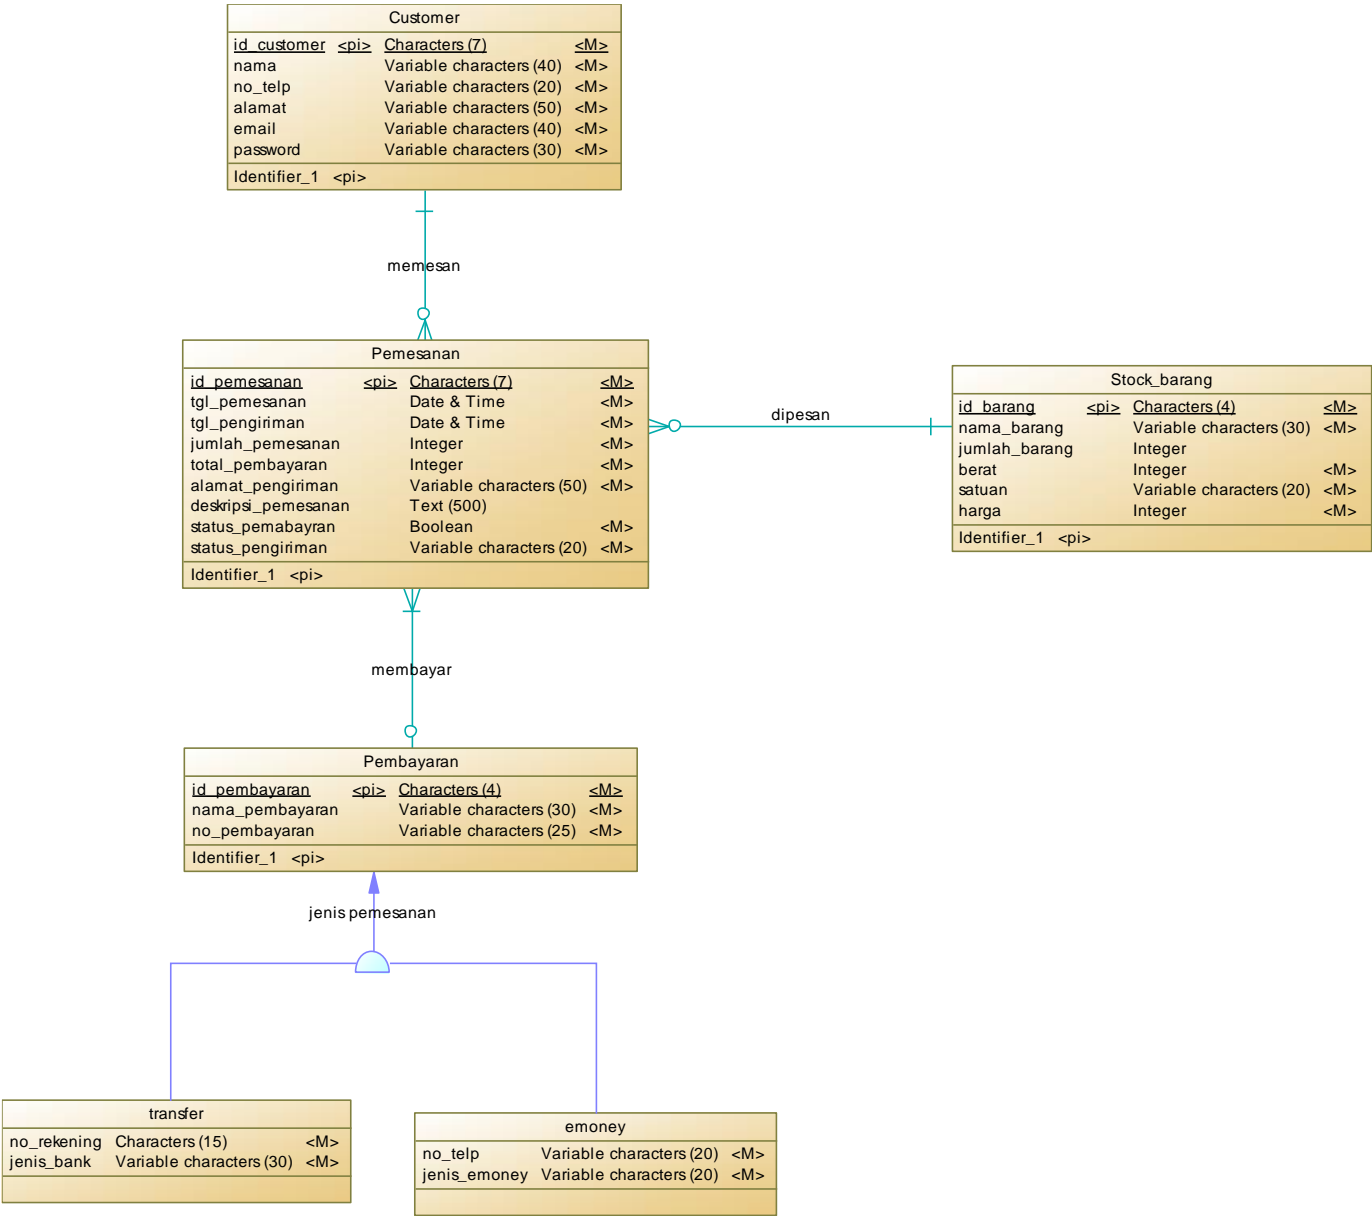 Customer
id_customer <pi> Characters (7) <M>
nama Variable characters (40) <M>
no_telp Variable characters (20) <M>
alamat Variable characters (50) <M>
email Variable characters (40) <M>
password Variable characters (30) <M>
Identifier_1 <pi>
memesan
Pemesanan
id_pemesanan <pi> Characters (7) <M>
tgl_pemesanan Date & Time <M>
tgl_pengiriman Date & Time <M>
jumlah_pemesanan Integer <M>
total_pembayaran Integer <M>
alamat_pengiriman Variable characters (50) <M>
deskripsi_pemesanan Text (500)
status_pemabayran Boolean <M>
status_pengiriman Variable characters (20) <M>
Identifier_1 <pi>
dipesan
Stock_barang
id_barang <pi> Characters (4) <M>
nama_barang Variable characters (30) <M>
jumlah_barang Integer
berat Integer <M>
satuan Variable characters (20) <M>
harga Integer <M>
Identifier_1 <pi>
membayar
Pembayaran
id_pembayaran <pi> Characters (4) <M>
nama_pembayaran Variable characters (30) <M>
no_pembayaran Variable characters (25) <M>
Identifier_1 <pi>
jenis pemesanan
transfer
no_rekening Characters (15) <M>
jenis_bank Variable characters (30) <M>
emoney
no_telp Variable characters (20) <M>
jenis_emoney Variable characters (20) <M>